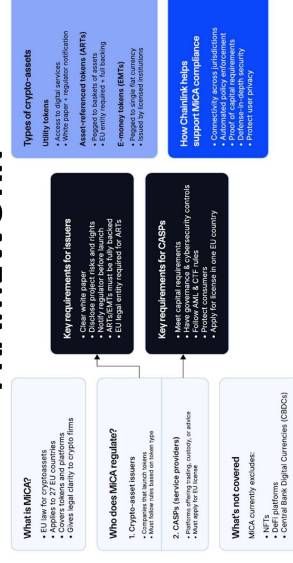 What is MiCA?
• EU law for cryptoassets
• Applies to 27 EU countries
• Covers tokens and platforms
• Gives legal clarity to crypto firms
Who does MiCA regulate?
1. Crypto-asset issuers
• Companies that launch tokens
• Must follow rules based on token type
2. CASPs (service providers)
• Platforms offering trading, custody, or advice
• Must apply for EU license
What's not covered
MiCA currently excludes:
• NFTs
• DeFi platforms
• Central Bank Digital Currencies (CBDCs)
Key requirements for issuers
• Clear white paper
• Disclose project risks and rights
• Notify regulator before launch
• ARTs/EMTs must be fully backed
• EU legal entity required for ARTs
Key requirements for CASPs
• Meet capital requirements
• Have governance & cybersecurity controls
• Follow AML & CTF rules
• Protect consumers
• Apply for license in one EU country
Types of crypto-assets
Utility tokens
• Access to digital services
• White paper + regulator notification
Asset-referenced tokens (ARTs)
• Pegged to baskets of assets
• EU entity required + full backing
E-money tokens (EMTs)
• Pegged to single fiat currency
• Issued by licensed institutions
How Chainlink helps
support MiCA compliance
• Connectivity across jurisdictions
• Automated policy enforcement
• Proof of capital requirements
• Defense-in-depth security
• Protect user privacy